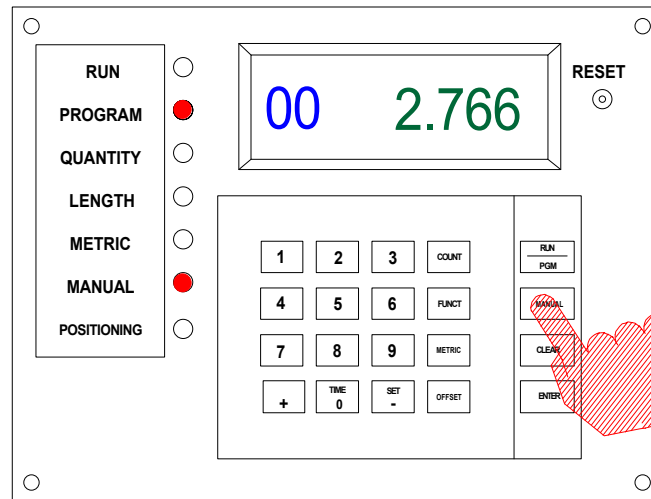 RUN
PROGRAM
QUANTITY
LENGTH
METRIC
MANUAL
POSITIONING
00 2.766
RESET
1 2 3 COUNT
4 5 6 FUNCT
7 8 9 METRIC
+ TIME 0 SET - OFFSET
RUN
PGM
MANUAL
CLEAR
ENTER